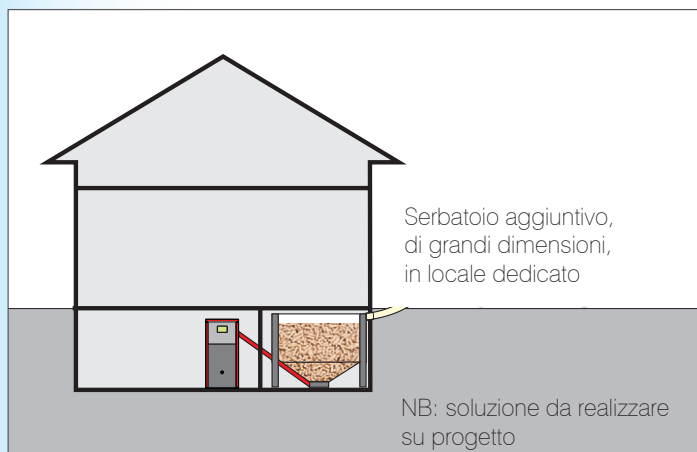 Serbatoio aggiuntivo,
di grandi dimensioni,
in locale dedicato
NB: soluzione da realizzare
su progetto